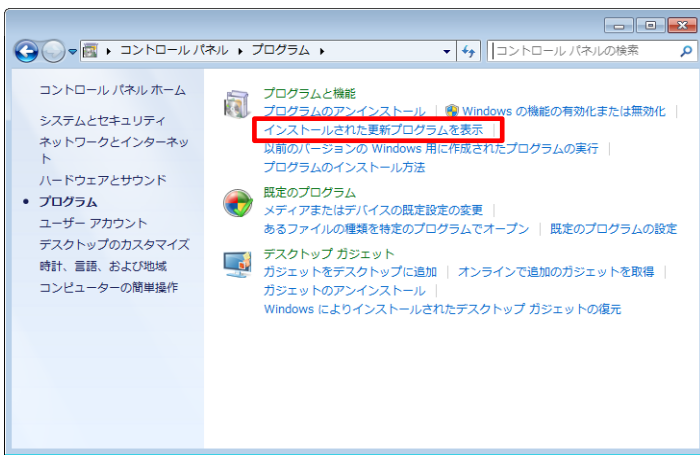 コントロール パネル ▸ プログラム ▸
コントロール パネルの検索
コントロール パネル ホーム
システムとセキュリティ
ネットワークとインターネッ
ト
ハードウェアとサウンド
プログラム
ユーザー アカウント
デスクトップのカスタマイズ
時計、言語、および地域
コンピューターの簡単操作
プログラムと機能
プログラムのアンインストール | Windows の機能の有効化または無効化 |
インストールされた更新プログラムを表示 |
以前のバージョンの Windows 用に作成されたプログラムの実行 |
プログラムのインストール方法
既定のプログラム
メディアまたはデバイスの既定設定の変更 |
あるファイルの種類を特定のプログラムでオープン | 既定のプログラムの設定
デスクトップ ガジェット
ガジェットをデスクトップに追加 | オンラインで追加のガジェットを取得 |
ガジェットのアンインストール |
Windows によりインストールされたデスクトップ ガジェットの復元